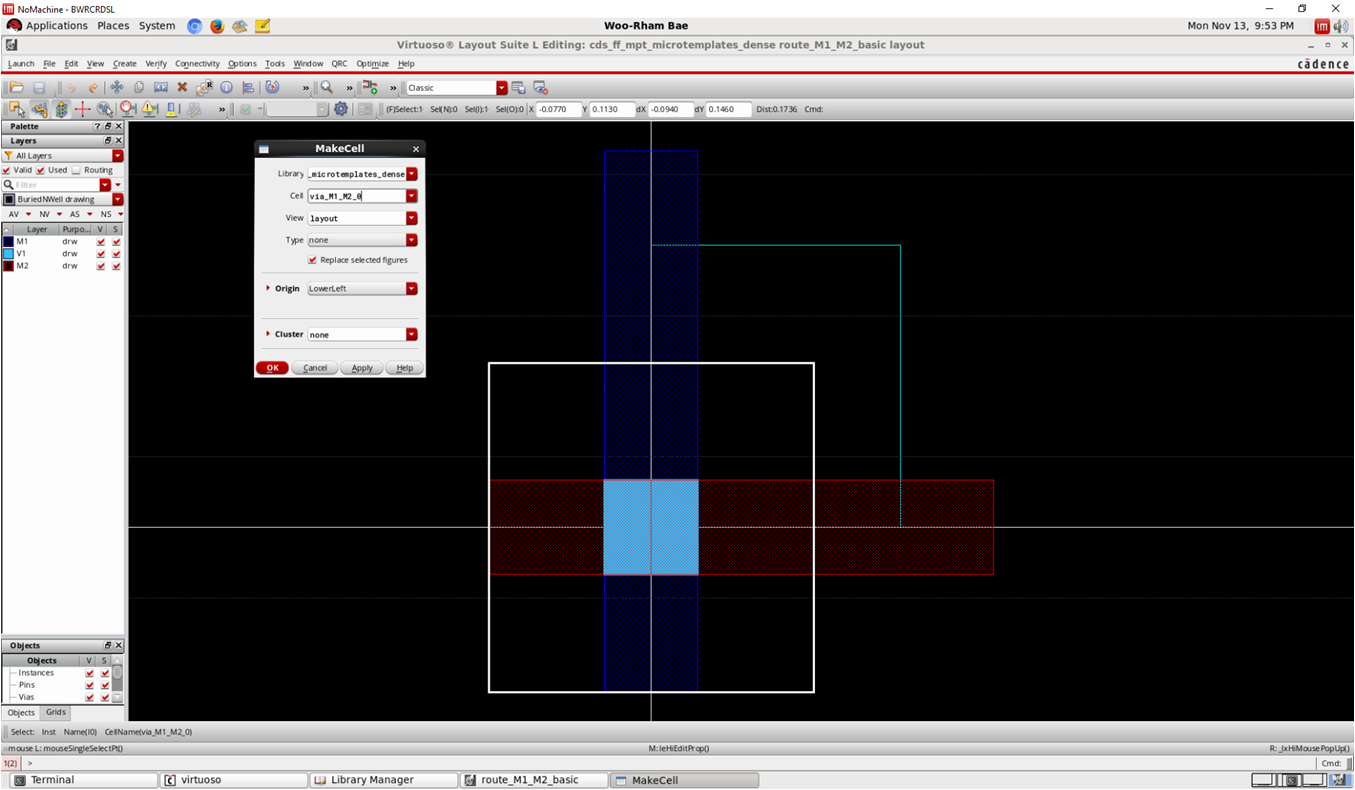 NoMachine - BWRCRDSL
Applications Places System Woo-Rham Bae Mon Nov 13, 9:53 PM
Virtuoso® Layout Suite L Editing: cds_ff_mpt_microtemplates_dense route_M1_M2_basic layout
Launch File Edit View Create Verify Connectivity Options Tools Window QRC Optimize Help cādence
» » » Classic
» (F)Select:1 Sel(N):0 Sel(I):1 Sel(O):0 X -0.0770 Y 0.1130 dX -0.0940 dY 0.1460 Dist:0.1736 Cmd:
Palette
Layers
All Layers
Valid Used Routing
Filter
BuriedNWell drawing
AV NV AS NS
Layer Purpo... V S
M1 drw
V1 drw
M2 drw
MakeCell
Library _microtemplates_dense
Cell via_M1_M2_0
View layout
Type none
Replace selected figures
Origin LowerLeft
Cluster none
OK Cancel Apply Help
Objects
Objects V S
Instances
Pins
Vias
Objects Grids
Select: Inst Name(I0) CellName(via_M1_M2_0)
mouse L: mouseSingleSelectPt() M:leHiEditProp() R:_lxHiMousePopUp()
1(2) > Cmd:
Terminal virtuoso Library Manager route_M1_M2_basic MakeCell